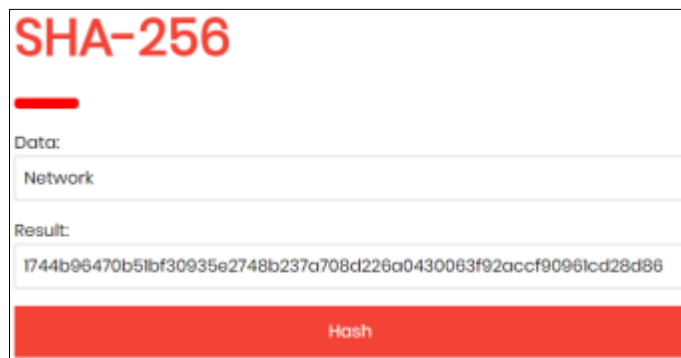 SHA-256
Data:
Network
Result:
1744b96470b51bf30935e2748b237a708d226a0430063f92accf90961cd28d86
Hash